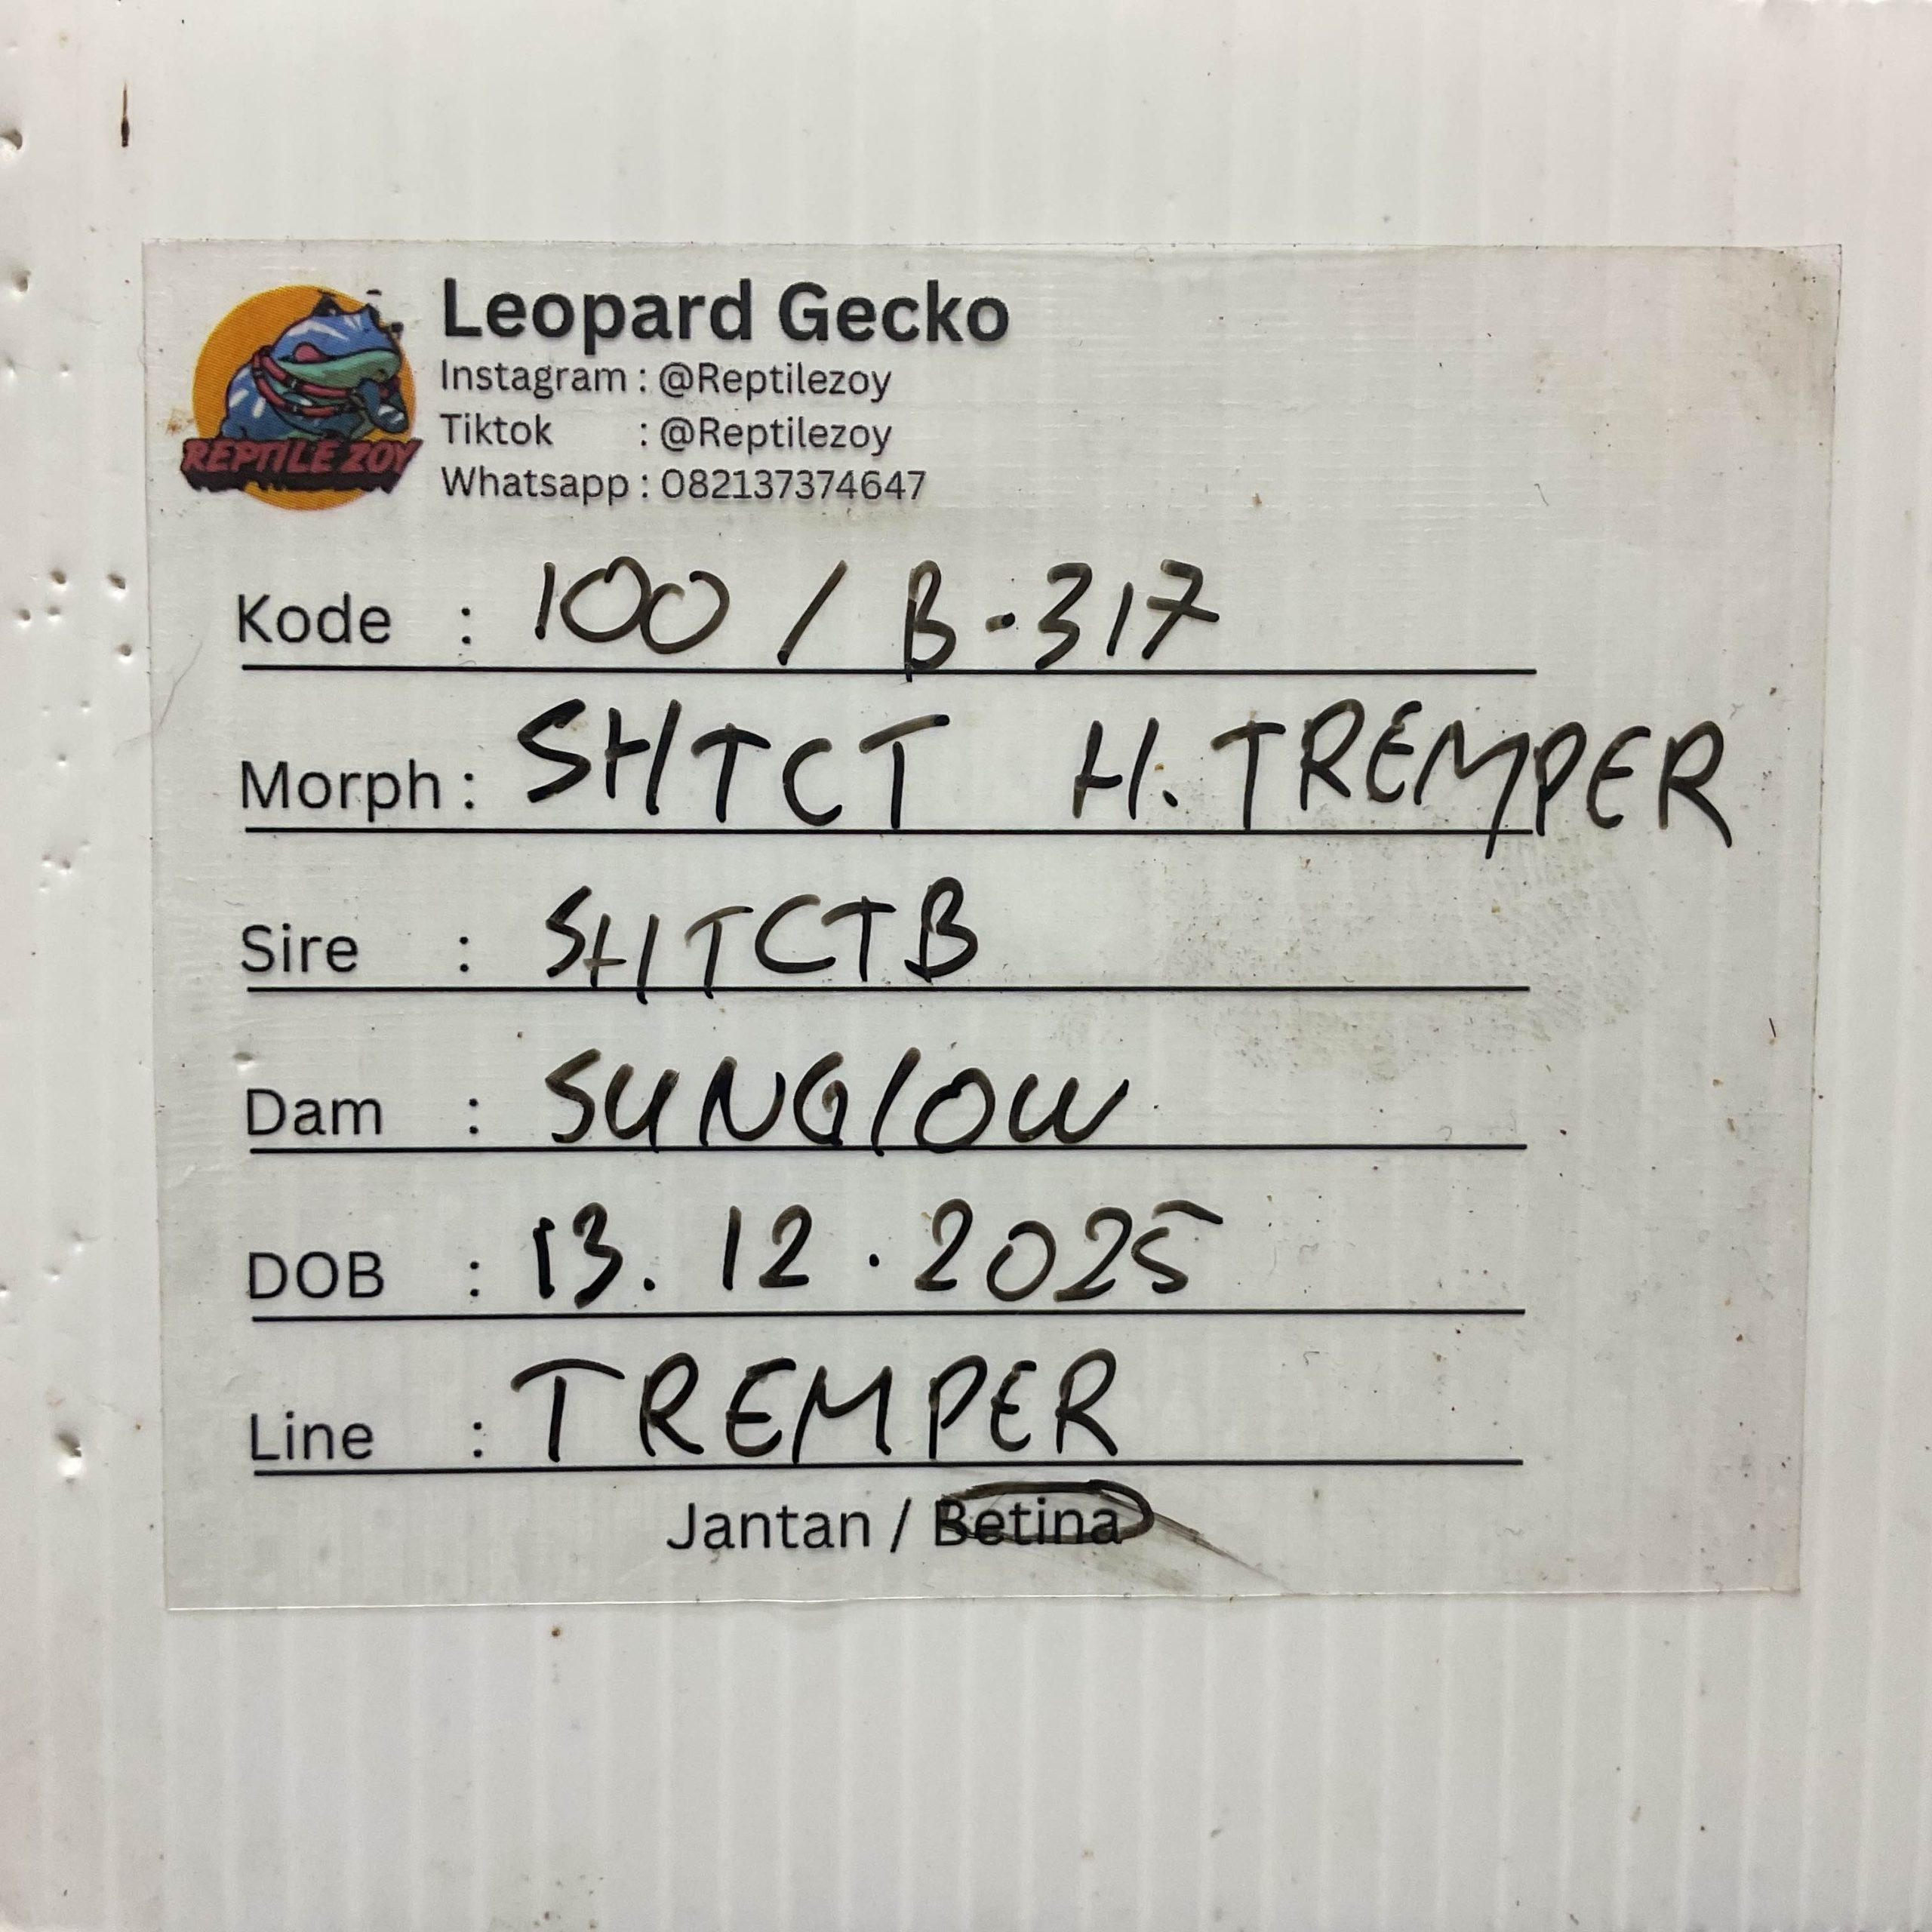 REPTILE ZOY
Leopard Gecko
Instagram : @Reptilezoy
Tiktok : @Reptilezoy
Whatsapp : 082137374647
Kode : 100 / B-317
Morph : SHTCT H. TREMPER
Sire : SHTCTB
Dam : SUNGlOW
DOB : 13. 12 . 2025
Line : TREMPER
Jantan / Betina